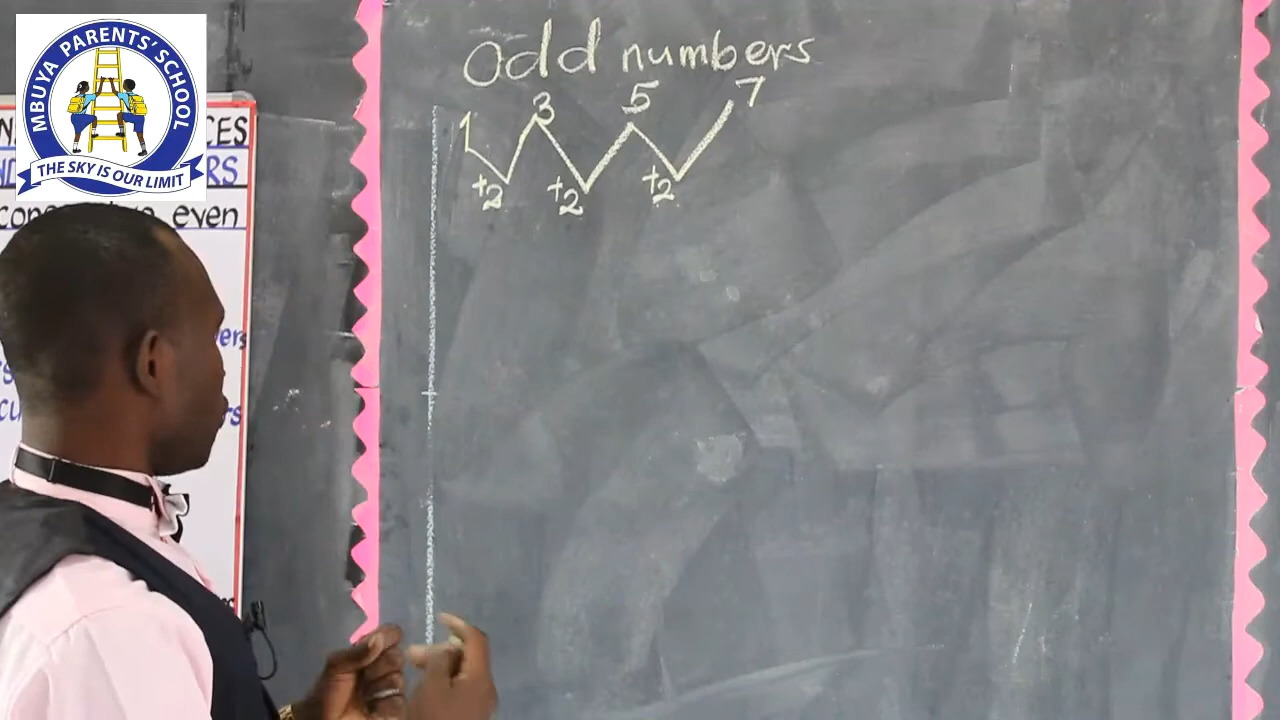 MBUYA PARENTS' SCHOOL
THE SKY IS OUR LIMIT
even
Odd numbers
1 3 5 7
+2 +2 +2